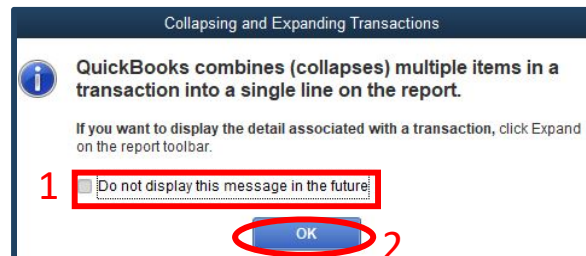 Collapsing and Expanding Transactions
QuickBooks combines (collapses) multiple items in a
transaction into a single line on the report.
If you want to display the detail associated with a transaction, click Expand
on the report toolbar.
1 Do not display this message in the future
OK 2